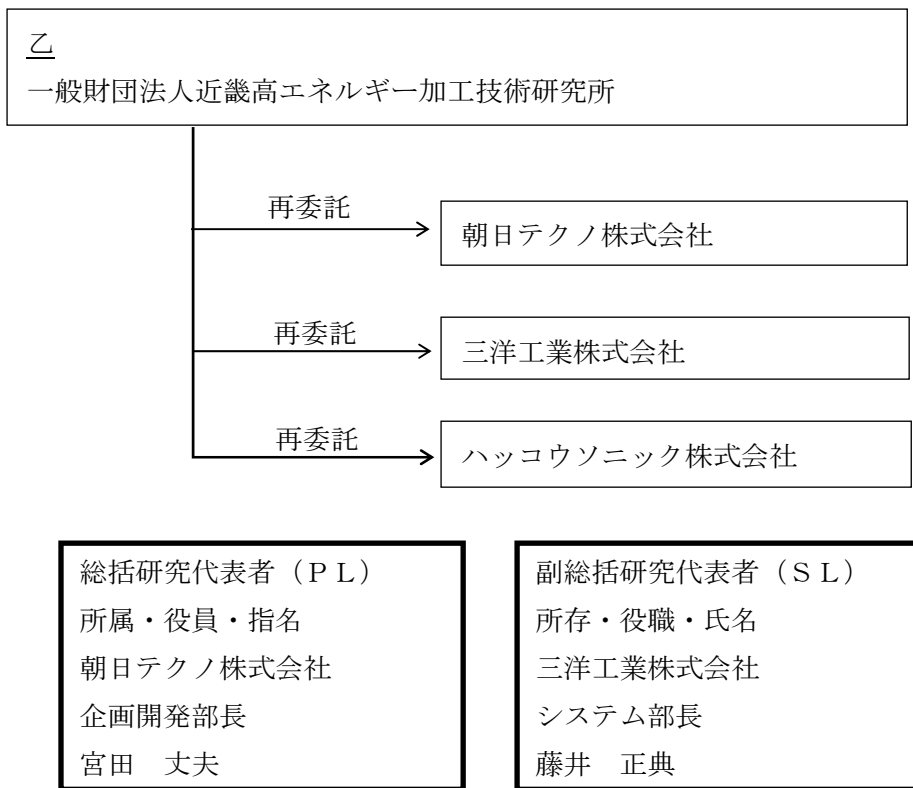 乙
一般財団法人近畿高エネルギー加工技術研究所
再委託
朝日テクノ株式会社
再委託
三洋工業株式会社
再委託
ハッコウソニック株式会社
総括研究代表者（ＰＬ）
所属・役員・指名
朝日テクノ株式会社
企画開発部長
宮田　丈夫
副総括研究代表者（ＳＬ）
所存・役職・氏名
三洋工業株式会社
システム部長
藤井　正典